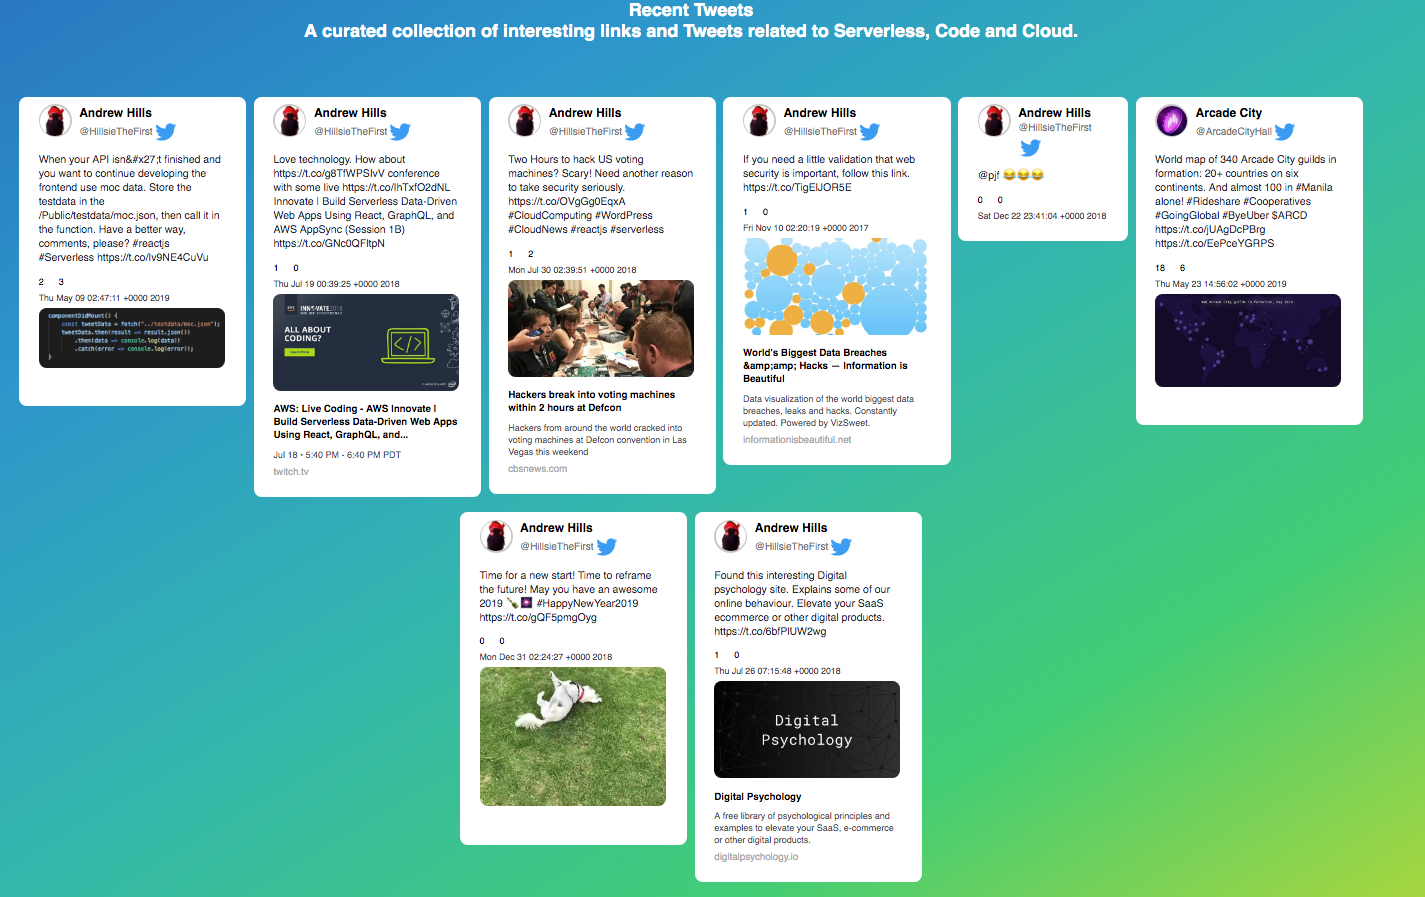 Recent Tweets
A curated collection of interesting links and Tweets related to Serverless, Code and Cloud.
Andrew Hills
@HillsieTheFirst
When your API isn&#x27;t finished and
you want to continue developing the
frontend use moc data. Store the
testdata in the
/Public/testdata/moc.json, then call it in
the function. Have a better way,
comments, please? #reactjs
#Serverless https://t.co/Iv9NE4CuVu
2 3
Thu May 09 02:47:11 +0000 2019
componentDidMount() {
const tweetData = fetch("../testdata/moc.json");
tweetData.then(result => result.json())
.then(data => console.log(data))
.catch(error => console.log(error));
}
Andrew Hills
@HillsieTheFirst
Love technology. How about
https://t.co/g8TfWPSIvV conference
with some live https://t.co/lhTxfO2dNL
Innovate | Build Serverless Data-Driven
Web Apps Using React, GraphQL, and
AWS AppSync (Session 1B)
https://t.co/GNc0QFltpN
1 0
Thu Jul 19 00:39:25 +0000 2018
aws INNOVATE2018
ONLINE CONFERENCE
ALL ABOUT
CODING?
Learn More
</>
AWS: Live Coding - AWS Innovate |
Build Serverless Data-Driven Web Apps
Using React, GraphQL, and...
Jul 18 • 5:40 PM - 6:40 PM PDT
twitch.tv
Andrew Hills
@HillsieTheFirst
Two Hours to hack US voting
machines? Scary! Need another reason
to take security seriously.
https://t.co/OVgGg0EqxA
#CloudComputing #WordPress
#CloudNews #reactjs #serverless
1 2
Mon Jul 30 02:39:51 +0000 2018
Hackers break into voting machines
within 2 hours at Defcon
Hackers from around the world cracked into
voting machines at Defcon convention in Las
Vegas this weekend
cbsnews.com
Andrew Hills
@HillsieTheFirst
If you need a little validation that web
security is important, follow this link.
https://t.co/TigElJOR5E
1 0
Fri Nov 10 02:20:19 +0000 2017
World's Biggest Data Breaches
&amp;amp; Hacks — Information is
Beautiful
Data visualization of the world biggest data
breaches, leaks and hacks. Constantly
updated. Powered by VizSweet.
informationisbeautiful.net
Andrew Hills
@HillsieTheFirst
@pjf 😂😂😂
0 0
Sat Dec 22 23:41:04 +0000 2018
Arcade City
@ArcadeCityHall
World map of 340 Arcade City guilds in
formation: 20+ countries on six
continents. And almost 100 in #Manila
alone! #Rideshare #Cooperatives
#GoingGlobal #ByeUber $ARCD
https://t.co/jUAgDcPBrg
https://t.co/EePceYGRPS
18 6
Thu May 23 14:56:02 +0000 2019
340 Arcade City guilds in formation, May 2019
Andrew Hills
@HillsieTheFirst
Time for a new start! Time to reframe
the future! May you have an awesome
2019 🍾🎆 #HappyNewYear2019
https://t.co/gQF5pmgOyg
0 0
Mon Dec 31 02:24:27 +0000 2018
Andrew Hills
@HillsieTheFirst
Found this interesting Digital
psychology site. Explains some of our
online behaviour. Elevate your SaaS
ecommerce or other digital products.
https://t.co/6bfPlUW2wg
1 0
Thu Jul 26 07:15:48 +0000 2018
Digital
Psychology
Digital Psychology
A free library of psychological principles and
examples to elevate your SaaS, e-commerce
or other digital products.
digitalpsychology.io